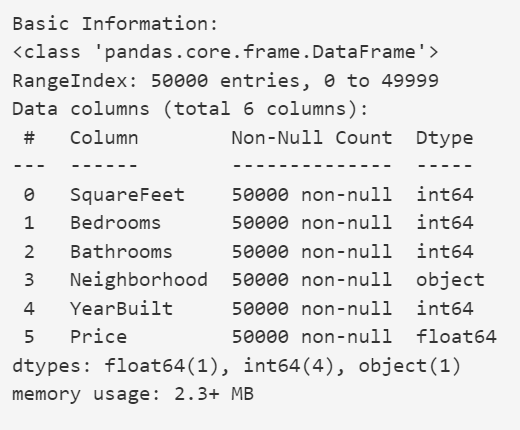 Basic Information:
<class 'pandas.core.frame.DataFrame'>
RangeIndex: 50000 entries, 0 to 49999
Data columns (total 6 columns):
 #   Column        Non-Null Count  Dtype
---  ------        --------------  -----
 0   SquareFeet    50000 non-null  int64
 1   Bedrooms      50000 non-null  int64
 2   Bathrooms     50000 non-null  int64
 3   Neighborhood  50000 non-null  object
 4   YearBuilt     50000 non-null  int64
 5   Price         50000 non-null  float64
dtypes: float64(1), int64(4), object(1)
memory usage: 2.3+ MB